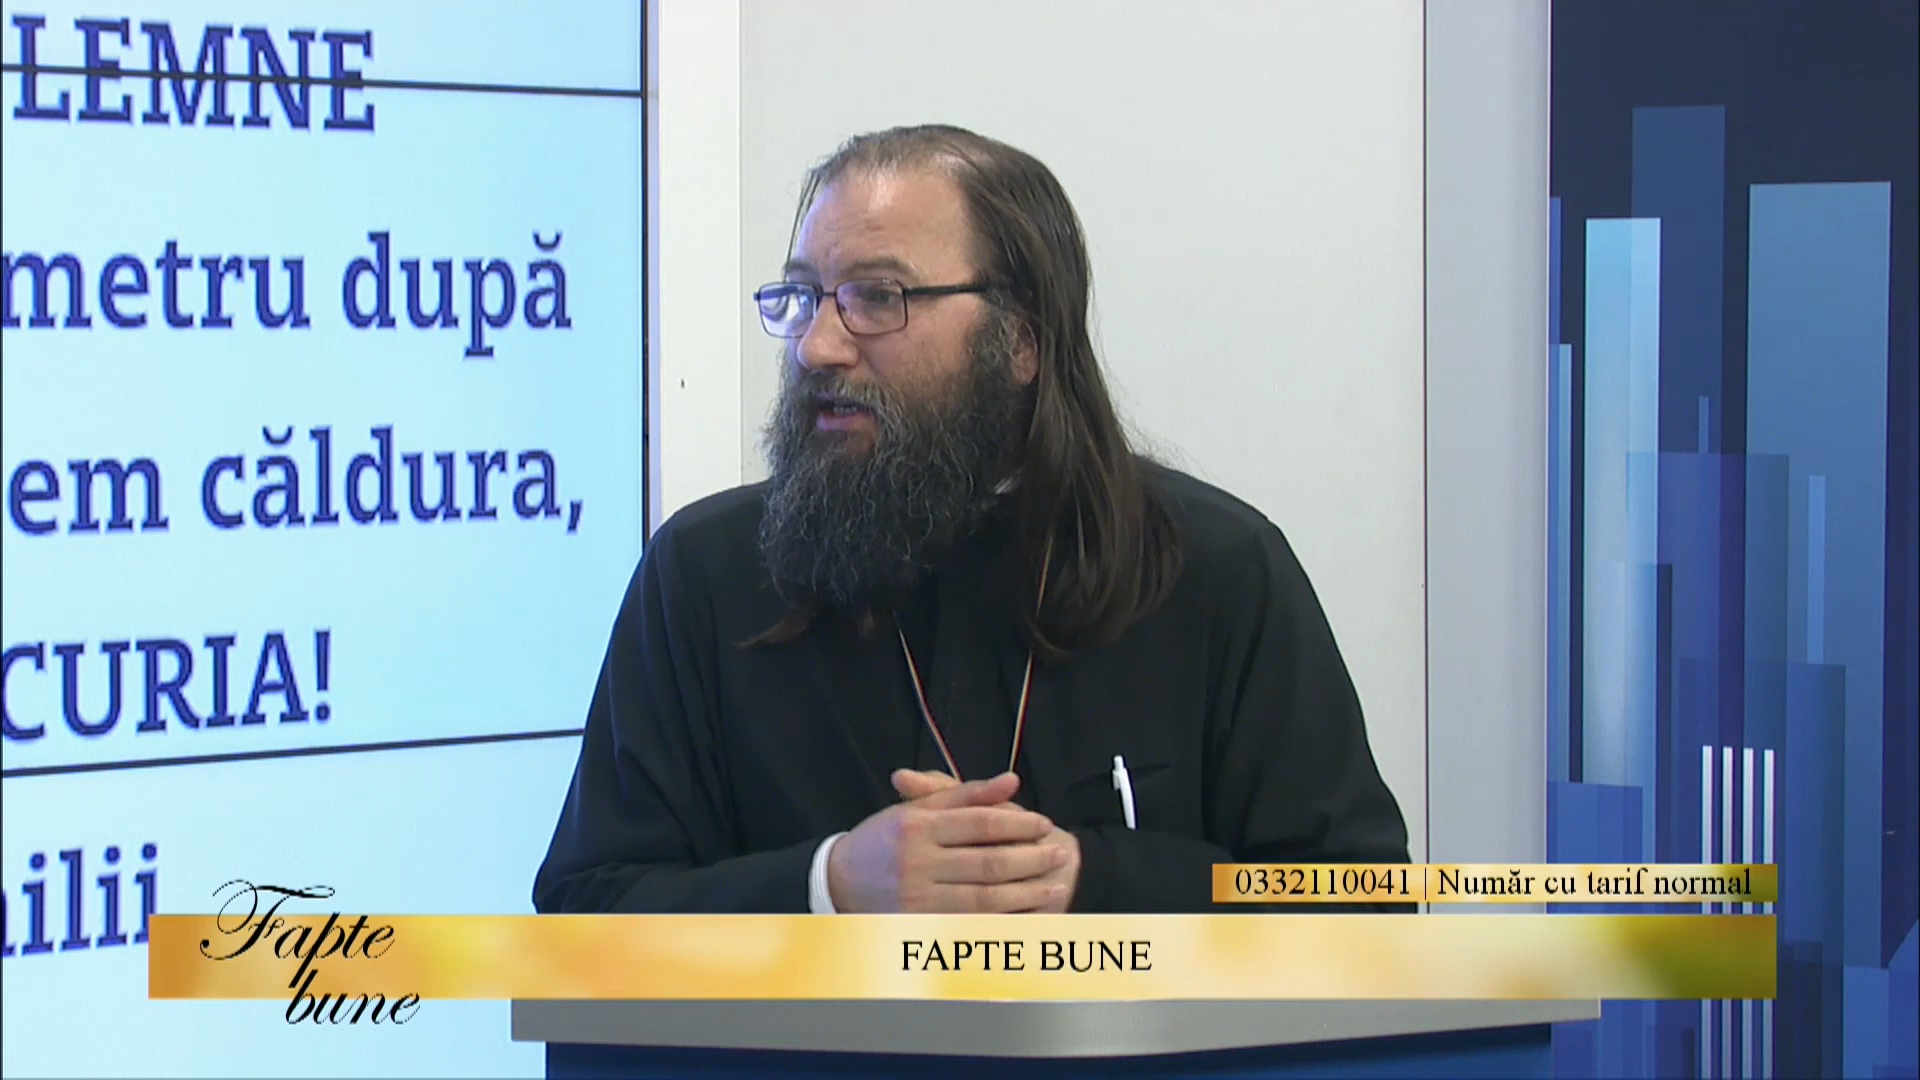 LEMNE
metru după
em căldura,
CURIA!
ilii
Fapte
bune
0332110041 | Număr cu tarif normal
FAPTE BUNE